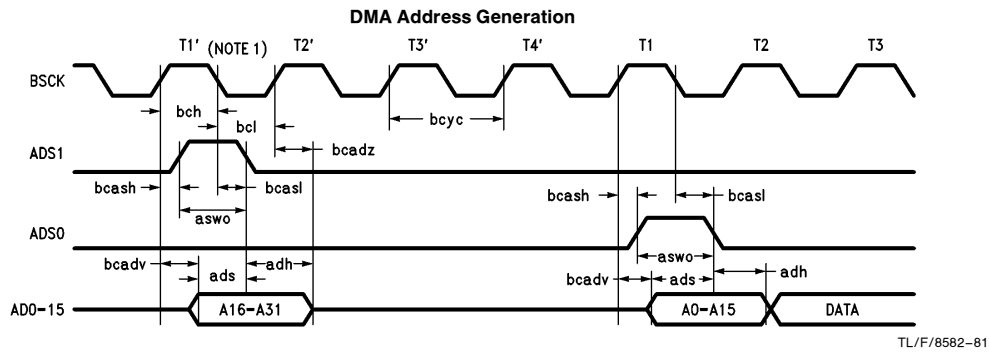 DMA Address Generation
T1' (NOTE 1) T2' T3' T4' T1 T2 T3
BSCK
bch
bcl
bcyc
bcadz
ADS1
bcash
bcasl
bcash
bcasl
aswo
ADS0
bcadv
adh
aswo
ads
bcadv
ads
adh
AD0-15
A16-A31
A0-A15
DATA
TL/F/8582-81